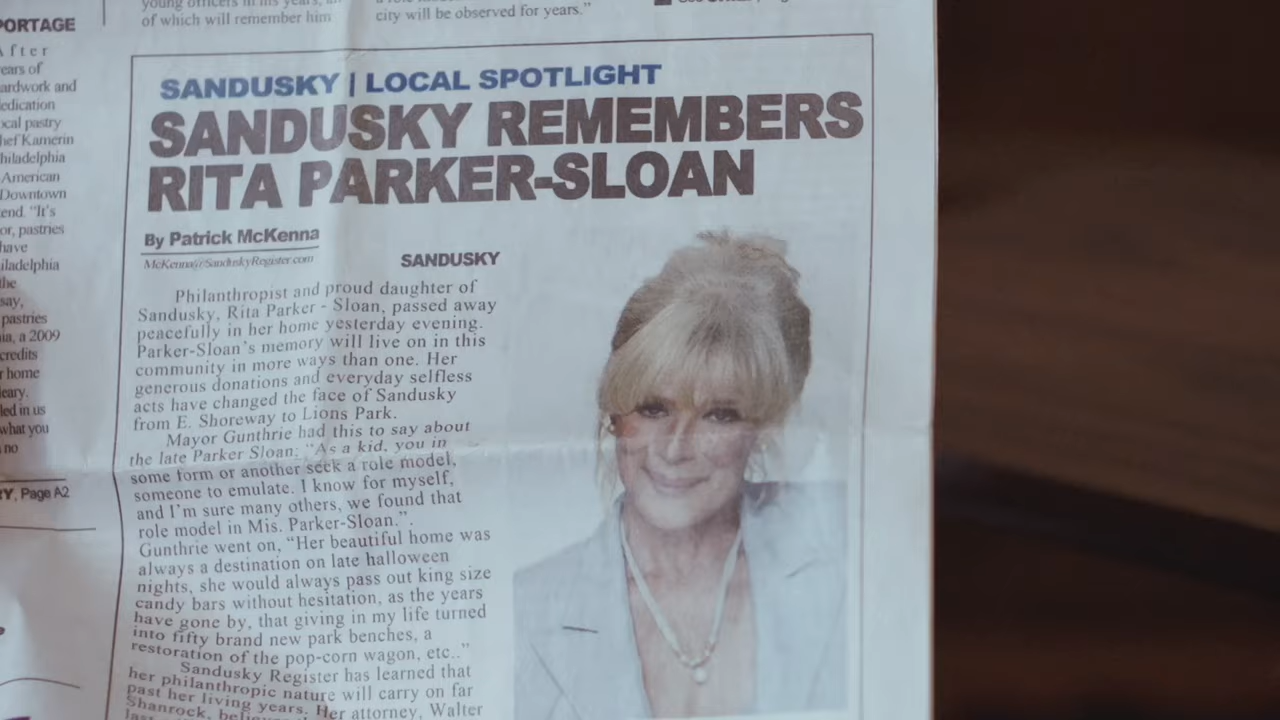 of which will remember him
city will be observed for years."
PORTAGE
After
ears of
ardwork and
edication
ocal pastry
hef Kamerin
hiladelphia
American
Downtown
end. "It's
or, pastries
have
iladelphia
the
say,
pastries
ia, a 2009
credits
r home
eary.
led in us
what you
no
RY, Page A2
SANDUSKY | LOCAL SPOTLIGHT
SANDUSKY REMEMBERS
RITA PARKER-SLOAN
By Patrick McKenna
McKenna@SanduskyRegister.com
SANDUSKY
Philanthropist and proud daughter of
Sandusky, Rita Parker - Sloan, passed away
peacefully in her home yesterday evening.
Parker-Sloan's memory will live on in this
community in more ways than one. Her
generous donations and everyday selfless
acts have changed the face of Sandusky
from E. Shoreway to Lions Park.
Mayor Gunthrie had this to say about
the late Parker Sloan: "As a kid, you in
some form or another seek a role model,
someone to emulate. I know for myself,
and I'm sure many others, we found that
role model in Mis. Parker-Sloan.".
Gunthrie went on, "Her beautiful home was
always a destination on late halloween
nights, she would always pass out king size
candy bars without hesitation, as the years
have gone by, that giving in my life turned
into fifty brand new park benches, a
restoration of the pop-corn wagon, etc.."
Sandusky Register has learned that
her philanthropic nature will carry on far
past her living years. Her attorney, Walter
Shanrock,